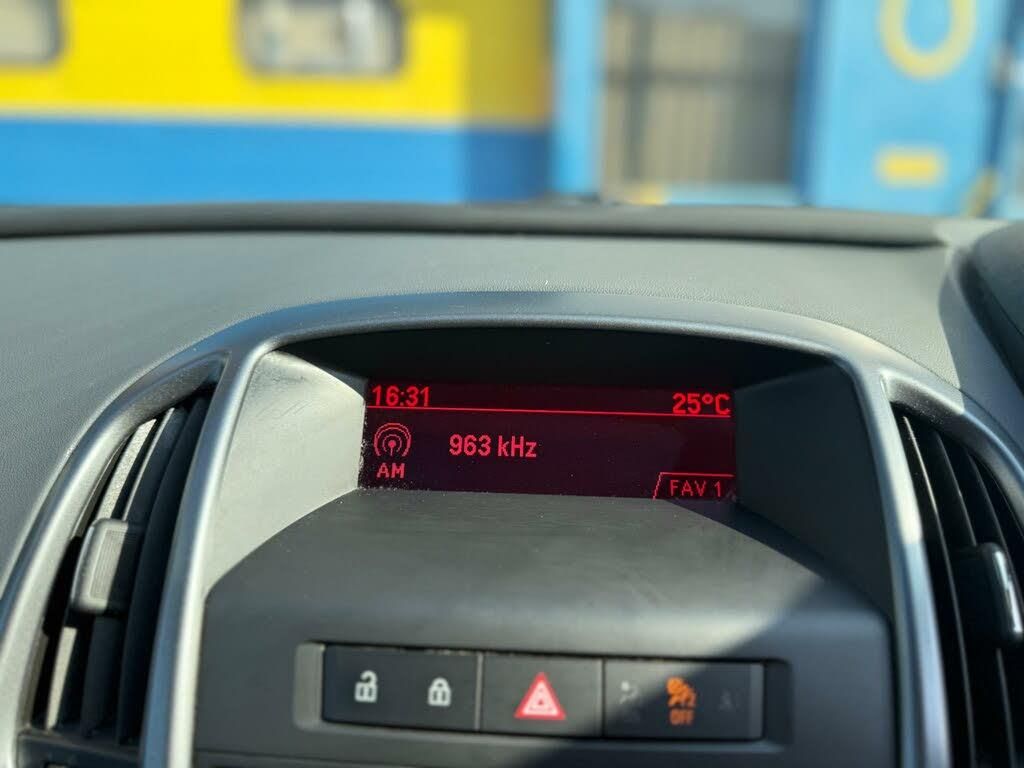 16:31
25°C
963 kHz
AM
FAV 1
OFF